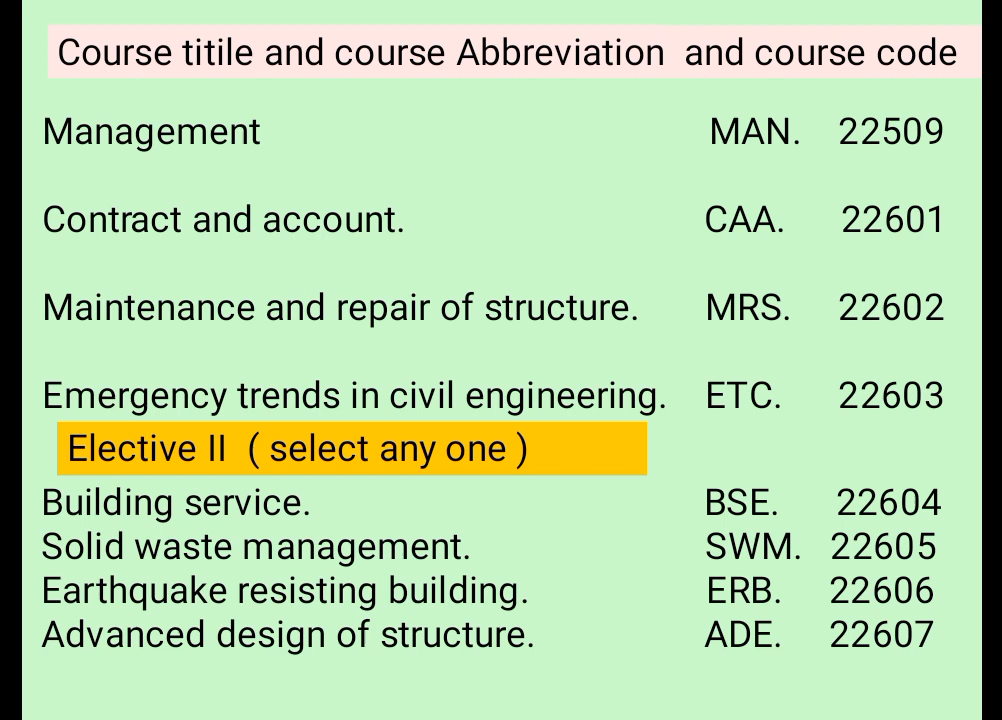 Course titile and course Abbreviation and course code
Management MAN. 22509
Contract and account. CAA. 22601
Maintenance and repair of structure. MRS. 22602
Emergency trends in civil engineering. ETC. 22603
Elective II ( select any one )
Building service. BSE. 22604
Solid waste management. SWM. 22605
Earthquake resisting building. ERB. 22606
Advanced design of structure. ADE. 22607